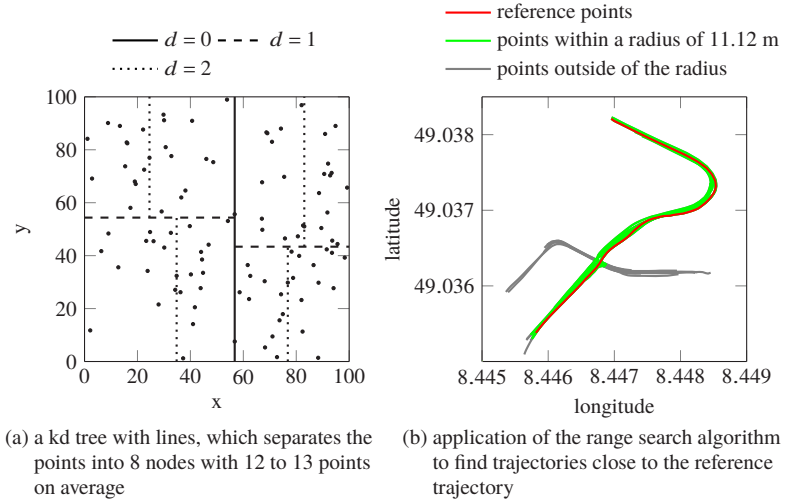 d = 0
d = 1
d = 2
100
80
60
40
20
0
y
0 20 40 60 80 100
x
(a) a kd tree with lines, which separates the
points into 8 nodes with 12 to 13 points
on average
reference points
points within a radius of 11.12 m
points outside of the radius
49.038
49.037
49.036
latitude
8.445 8.446 8.447 8.448 8.449
longitude
(b) application of the range search algorithm
to find trajectories close to the reference
trajectory